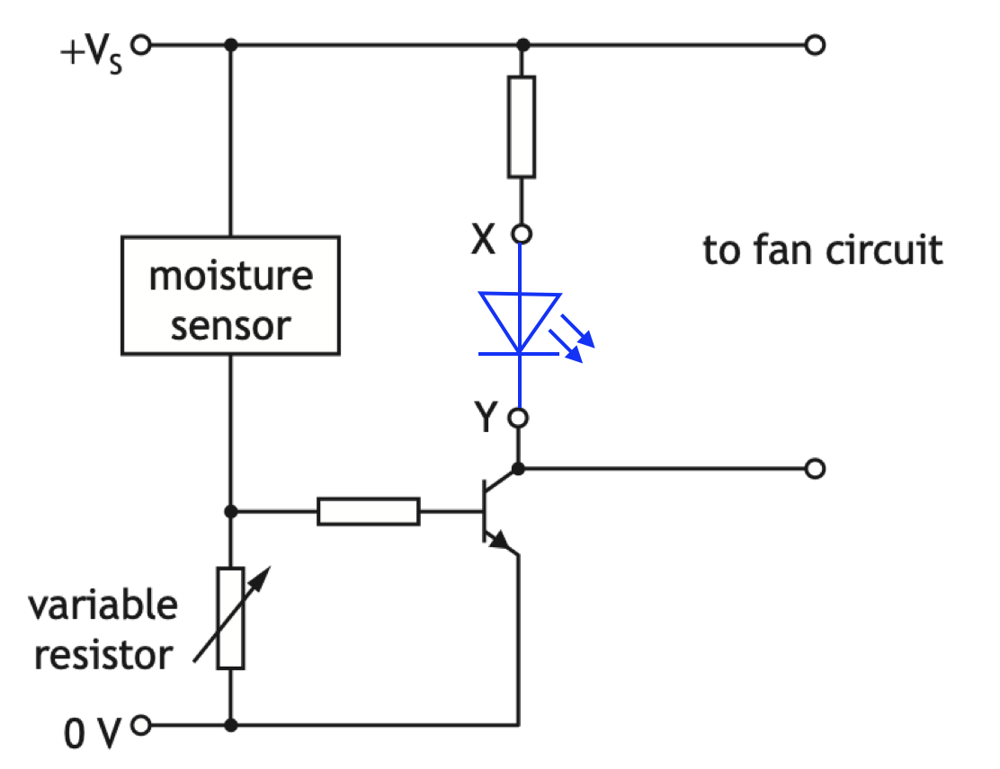 +VS
X
to fan circuit
moisture
sensor
Y
variable
resistor
0 V